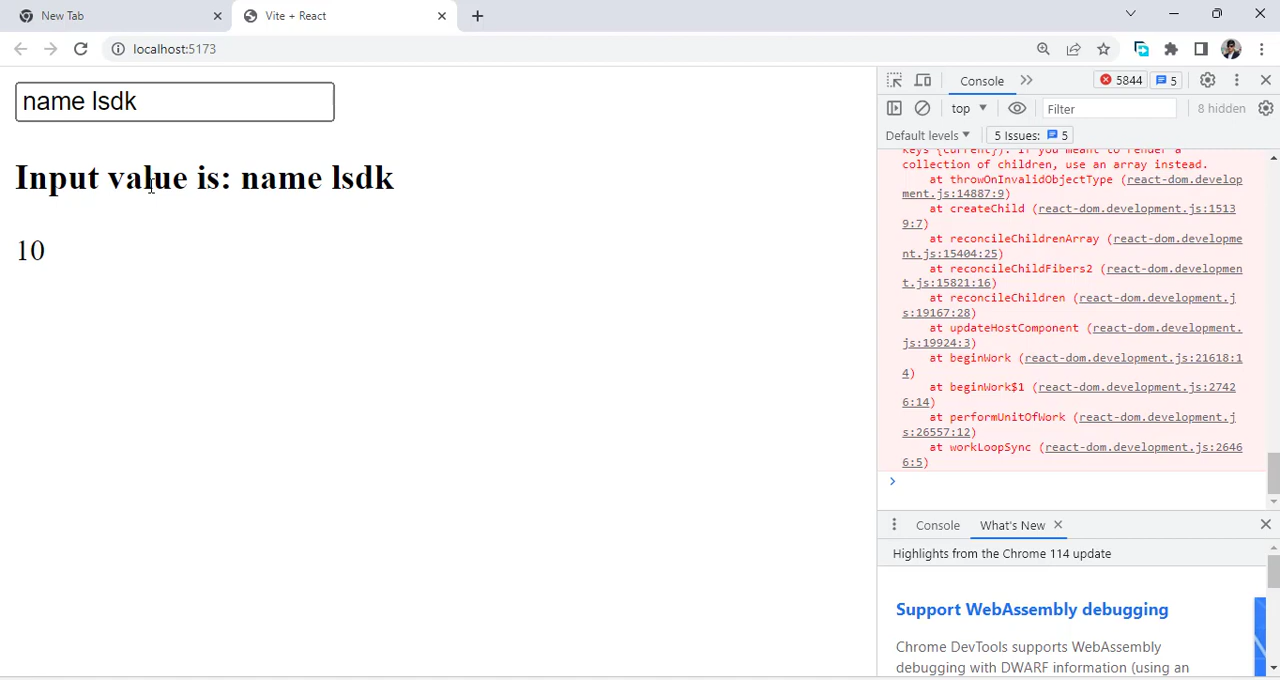 New Tab
Vite + React
localhost:5173
name lsdk
Input value is: name lsdk
10
Console
5844
5
top
Filter
8 hidden
Default levels
5 Issues: 5
keys {current}). If you meant to render a
collection of children, use an array instead.
at throwOnInvalidObjectType (react-dom.develop
ment.js:14887:9)
at createChild (react-dom.development.js:1513
9:7)
at reconcileChildrenArray (react-dom.developme
nt.js:15404:25)
at reconcileChildFibers2 (react-dom.developmen
t.js:15821:16)
at reconcileChildren (react-dom.development.j
s:19167:28)
at updateHostComponent (react-dom.development.
js:19924:3)
at beginWork (react-dom.development.js:21618:1
4)
at beginWork$1 (react-dom.development.js:2742
6:14)
at performUnitOfWork (react-dom.development.j
s:26557:12)
at workLoopSync (react-dom.development.js:2646
6:5)
Console
What's New
Highlights from the Chrome 114 update
Support WebAssembly debugging
Chrome DevTools supports WebAssembly
debugging with DWARF information (using an